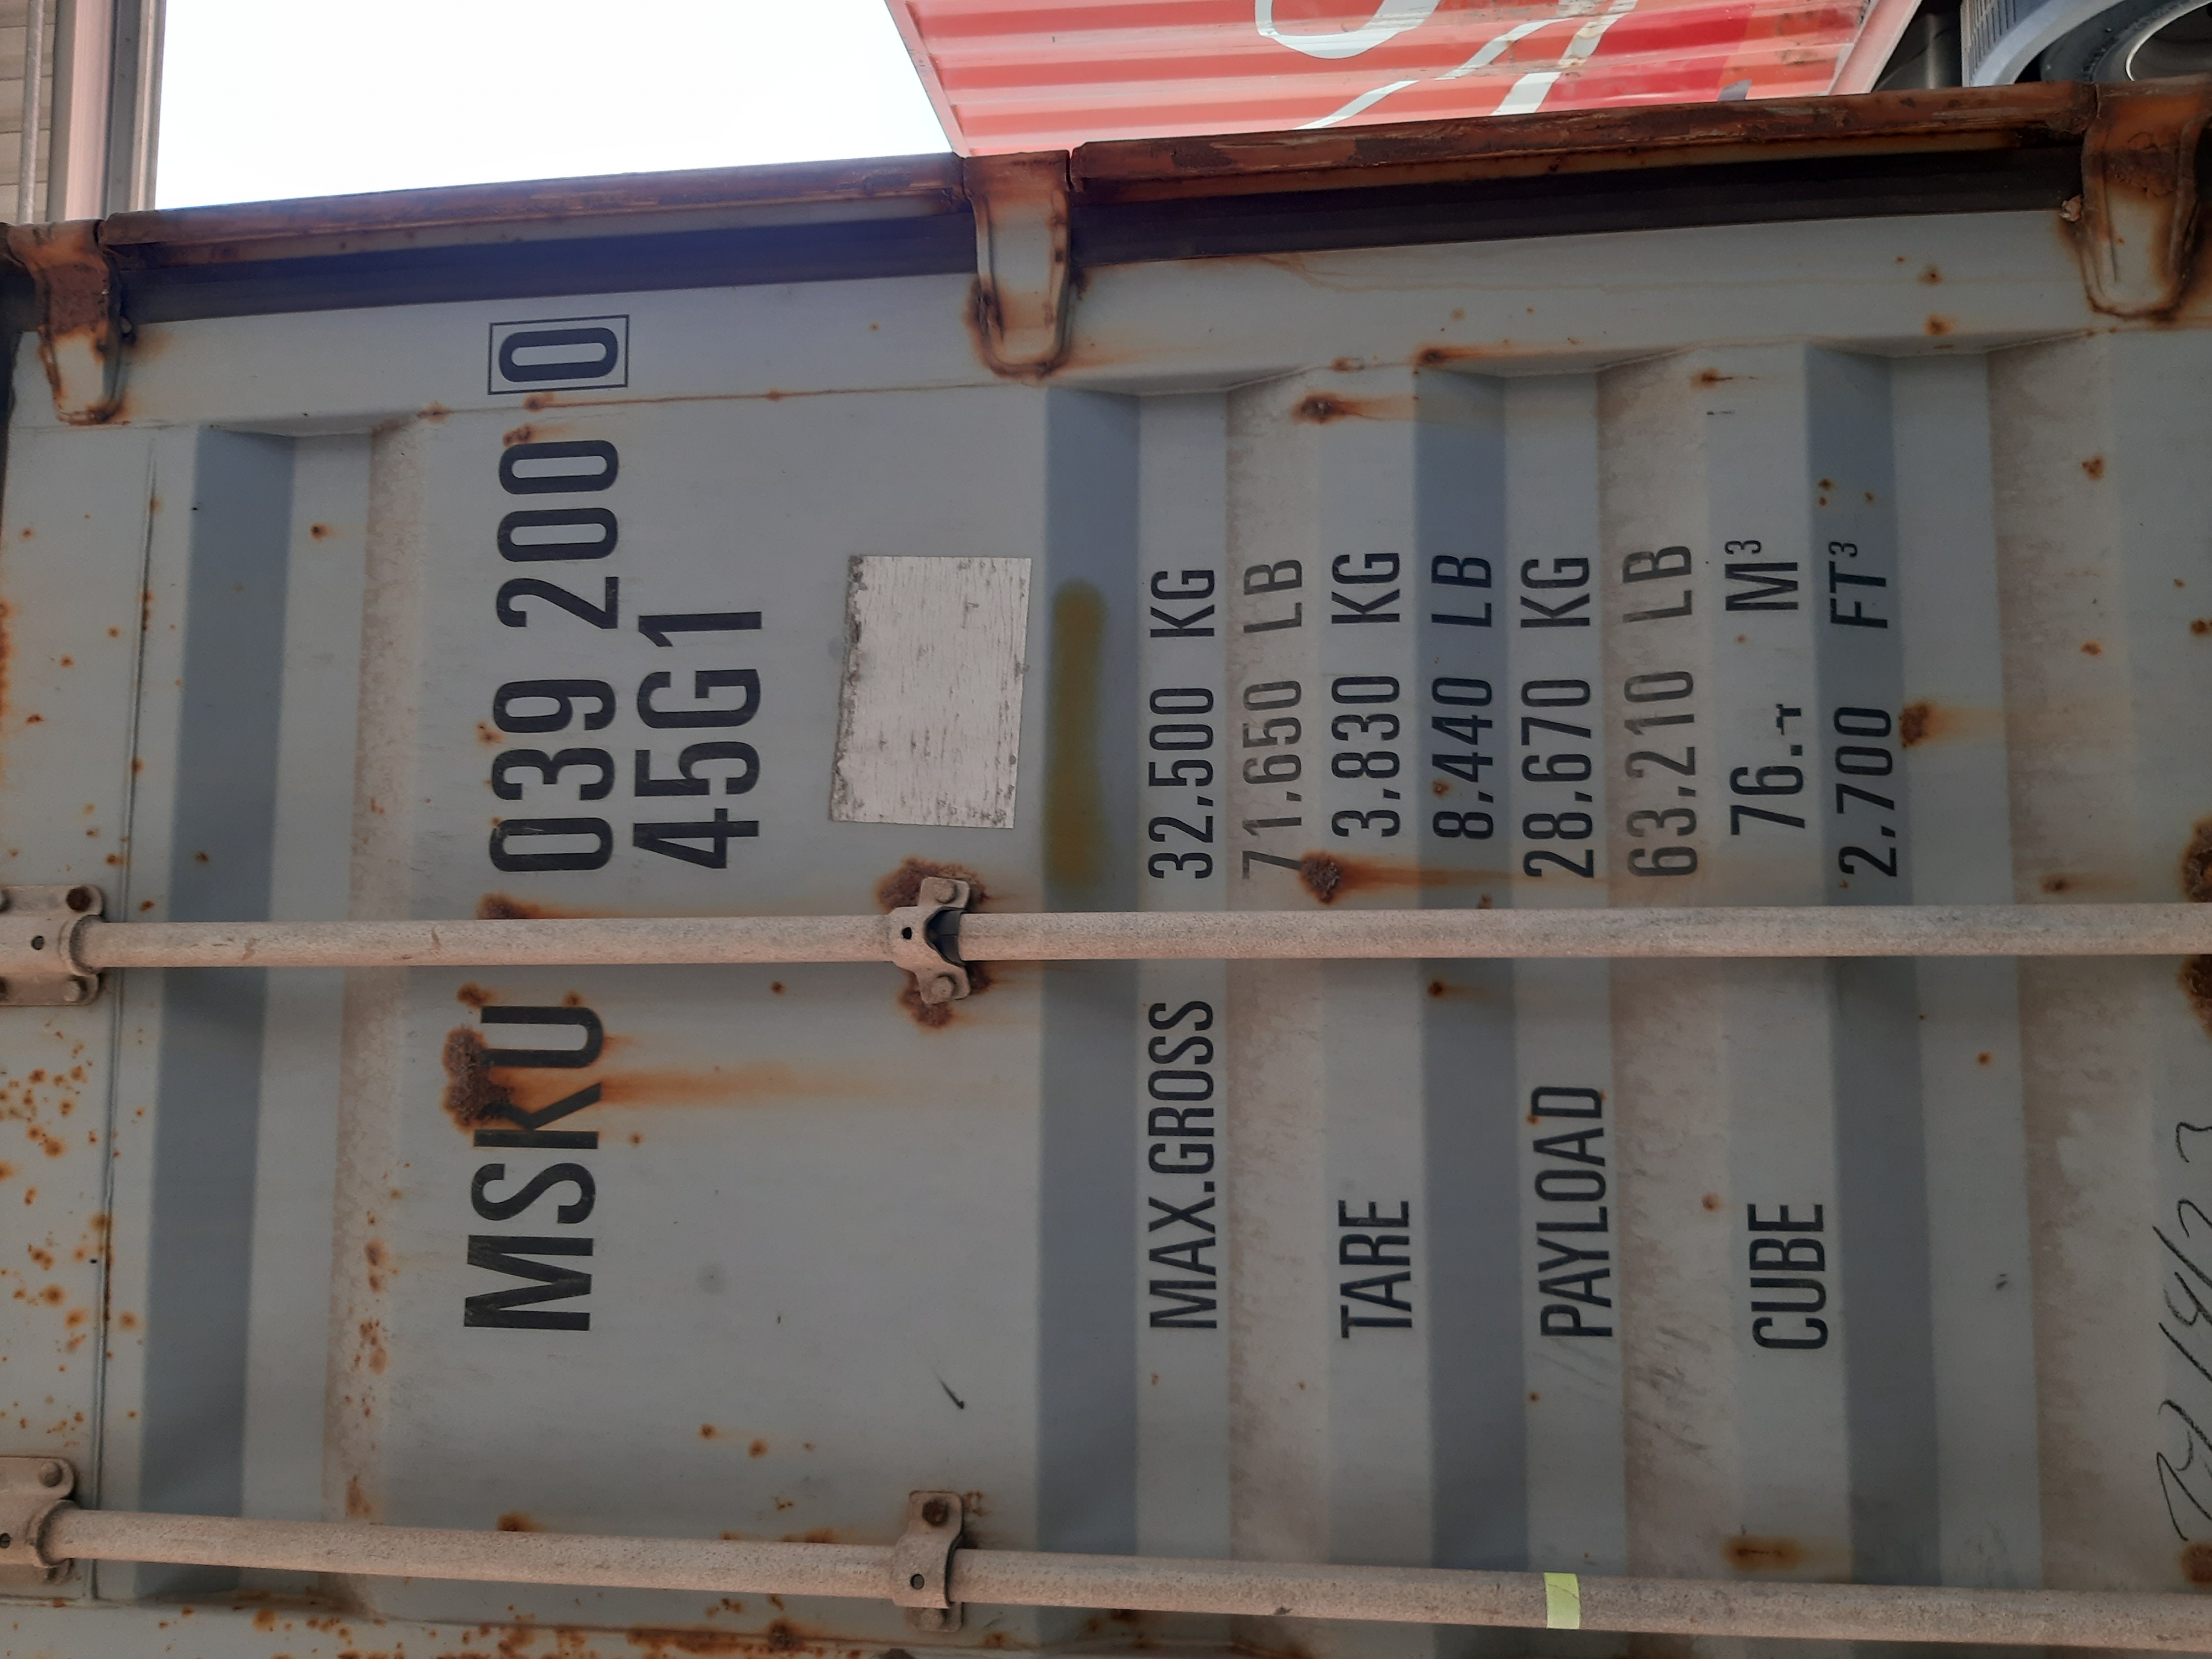 MSKU 039 200 0
45G1
MAX.GROSS 32,500 KG
71,650 LB
TARE 3,830 KG
8,440 LB
PAYLOAD 28,670 KG
63,210 LB
CUBE 76. M³
2,700 FT³